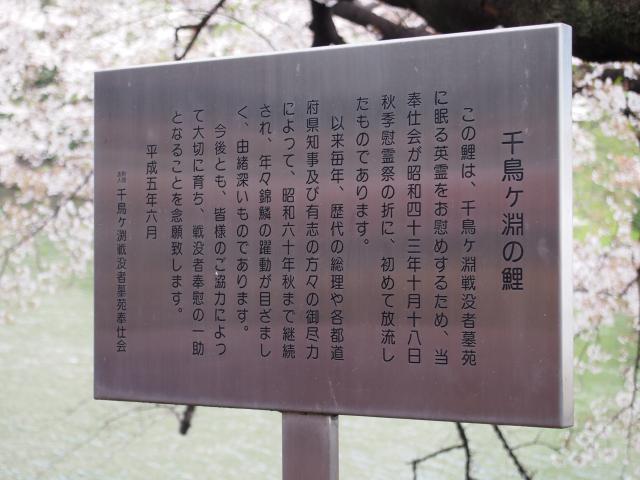 千鳥ヶ淵の鯉
この鯉は、千鳥ヶ淵戦没者墓苑
に眠る英霊をお慰めするため、当
奉仕会が昭和四十三年十月十八日
秋季慰霊祭の折に、初めて放流し
たものであります。
以来毎年、歴代の総理や各都道
府県知事及び有志の方々の御尽力
によって、昭和六十年秋まで継続
され、年々錦鱗の躍動が目ざまし
く、由緒深いものであります。
今後とも、皆様のご協力によっ
て大切に育ち、戦没者奉慰の一助
となることを念願致します。
平成五年六月
千鳥ヶ淵戦没者墓苑奉仕会